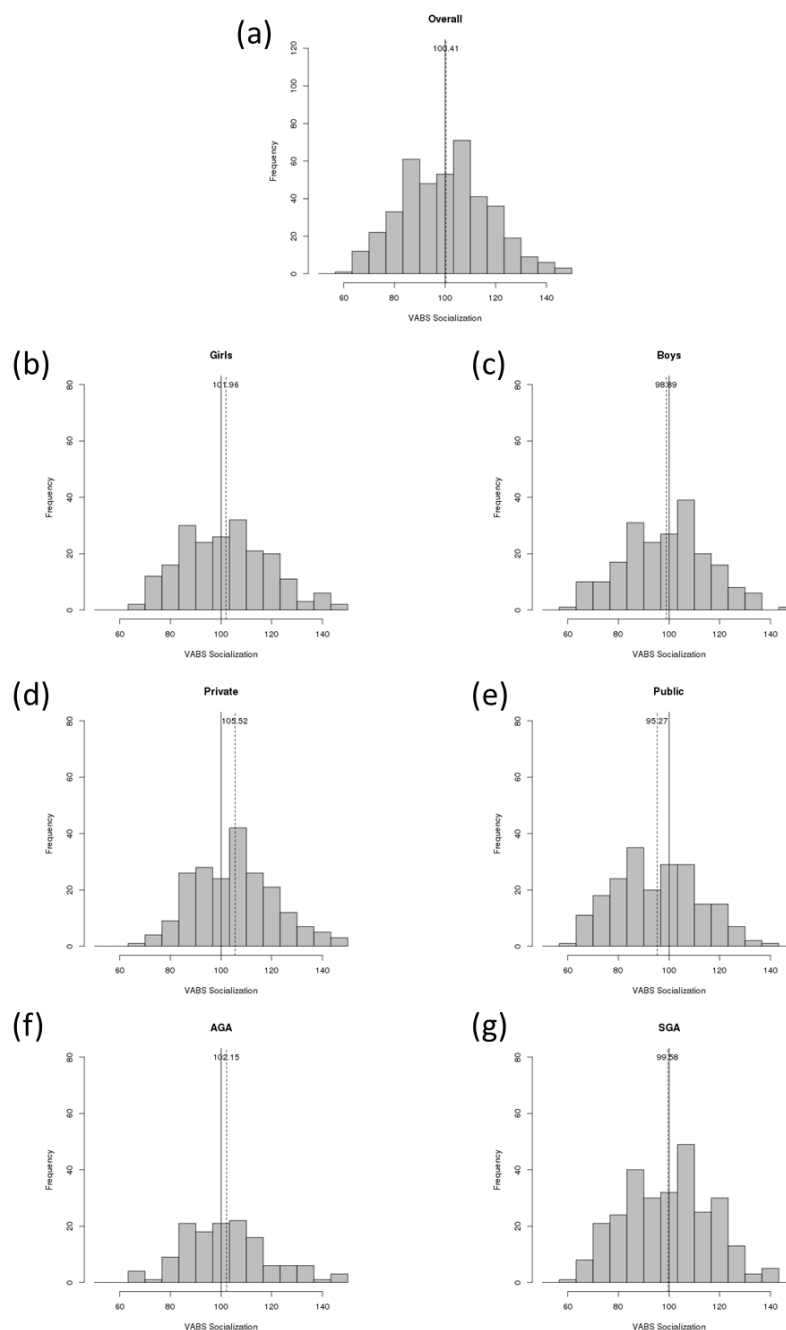 (a)
Overall
100.41
Frequency
0 20 40 60 80 100 120
60 80 100 120 140
VABS Socialization
(b)
Girls
101.96
Frequency
0 20 40 60 80
60 80 100 120 140
VABS Socialization
(c)
Boys
98.89
Frequency
0 20 40 60 80
60 80 100 120 140
VABS Socialization
(d)
Private
105.52
Frequency
0 20 40 60 80
60 80 100 120 140
VABS Socialization
(e)
Public
95.27
Frequency
0 20 40 60 80
60 80 100 120 140
VABS Socialization
(f)
AGA
102.15
Frequency
0 20 40 60 80
60 80 100 120 140
VABS Socialization
(g)
SGA
99.58
Frequency
0 20 40 60 80
60 80 100 120 140
VABS Socialization